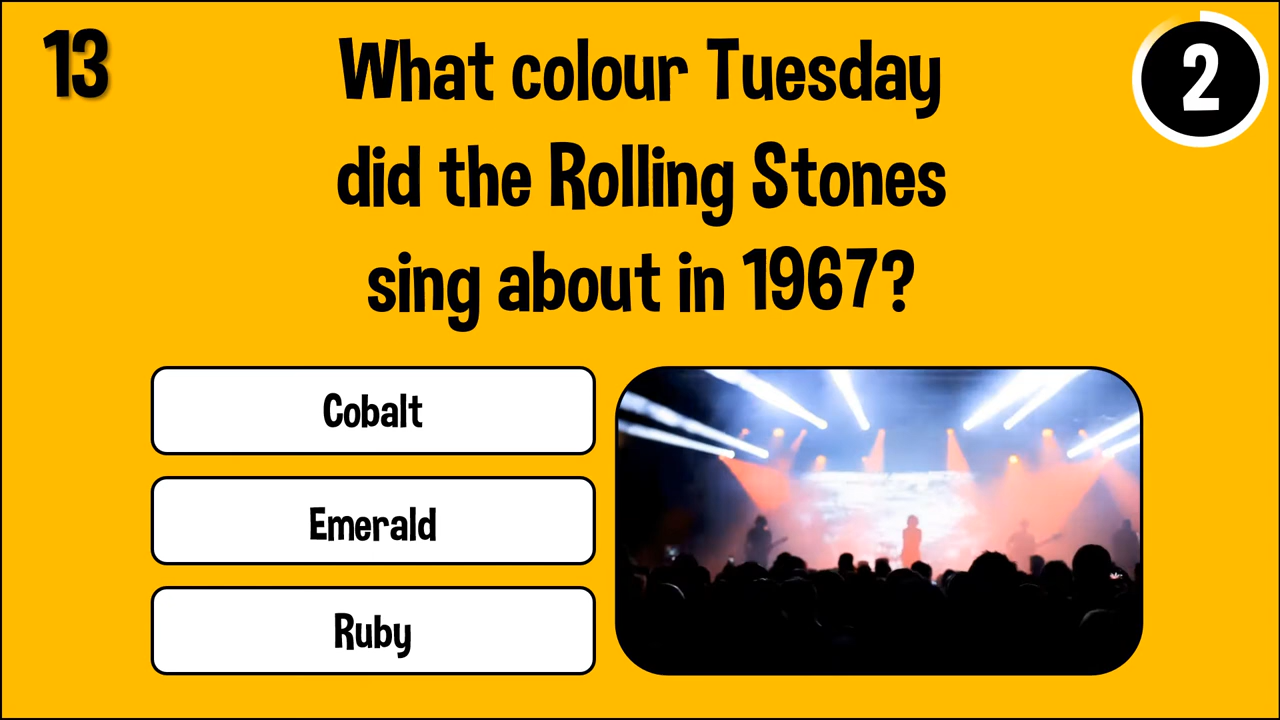 13
What colour Tuesday
did the Rolling Stones
sing about in 1967?
2
Cobalt
Emerald
Ruby